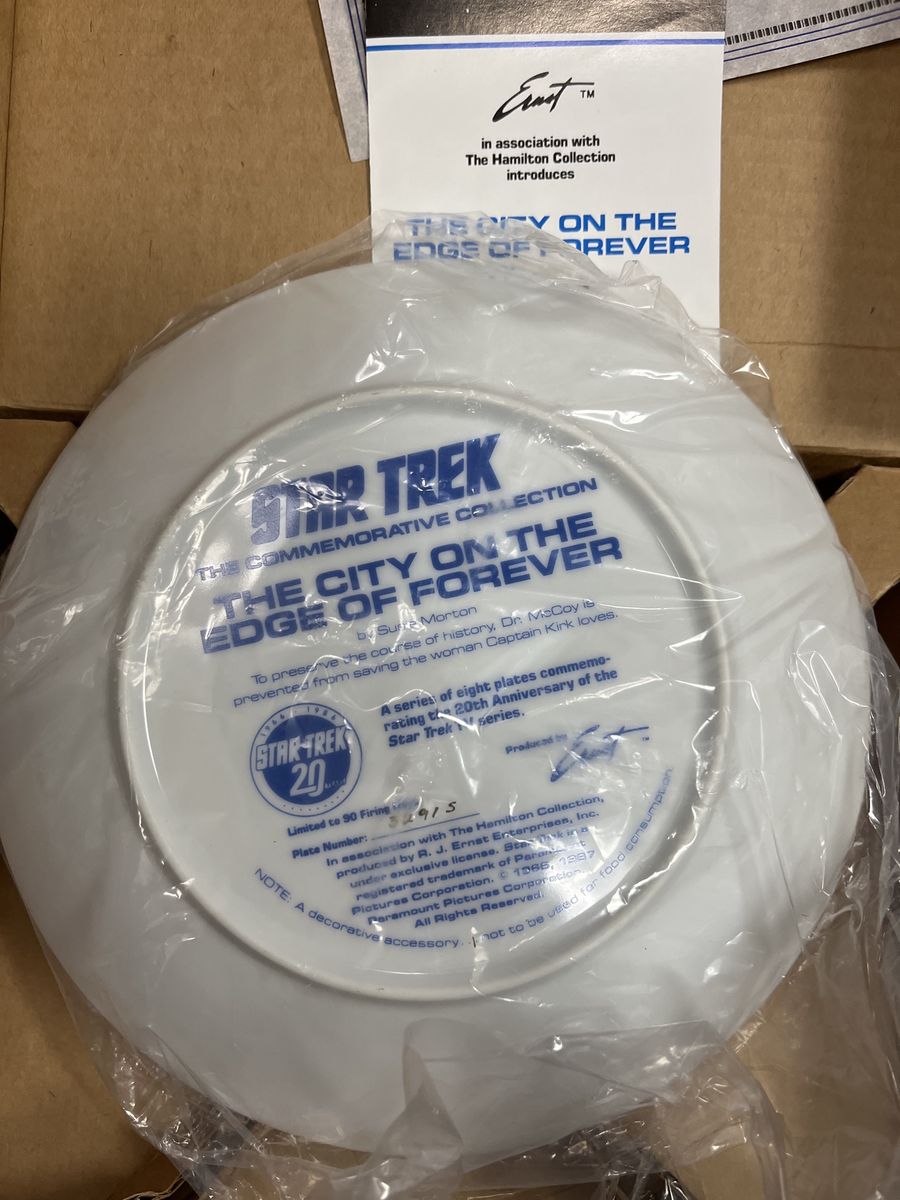 Ernst ™
in association with
The Hamilton Collection
introduces
THE CITY ON THE
EDGE OF FOREVER
STAR TREK
THE COMMEMORATIVE COLLECTION
THE CITY ON THE
EDGE OF FOREVER
by Susie Morton
To preserve the course of history, Dr. McCoy is
prevented from saving the woman Captain Kirk loves.
A series of eight plates commemo-
rating the 20th Anniversary of the
Star Trek TV series.
1966 1986
STAR TREK
20
Produced by Ernst ™
Limited to 90 Firing Days
Plate Number:
In association with The Hamilton Collection,
produced by R. J. Ernst Enterprises, Inc.
under exclusive license. Star Trek is a
registered trademark of Paramount
Pictures Corporation. © 1966, 1987
Paramount Pictures Corporation.
All Rights Reserved.
NOTE: A decorative accessory. not to be used for food consumption.